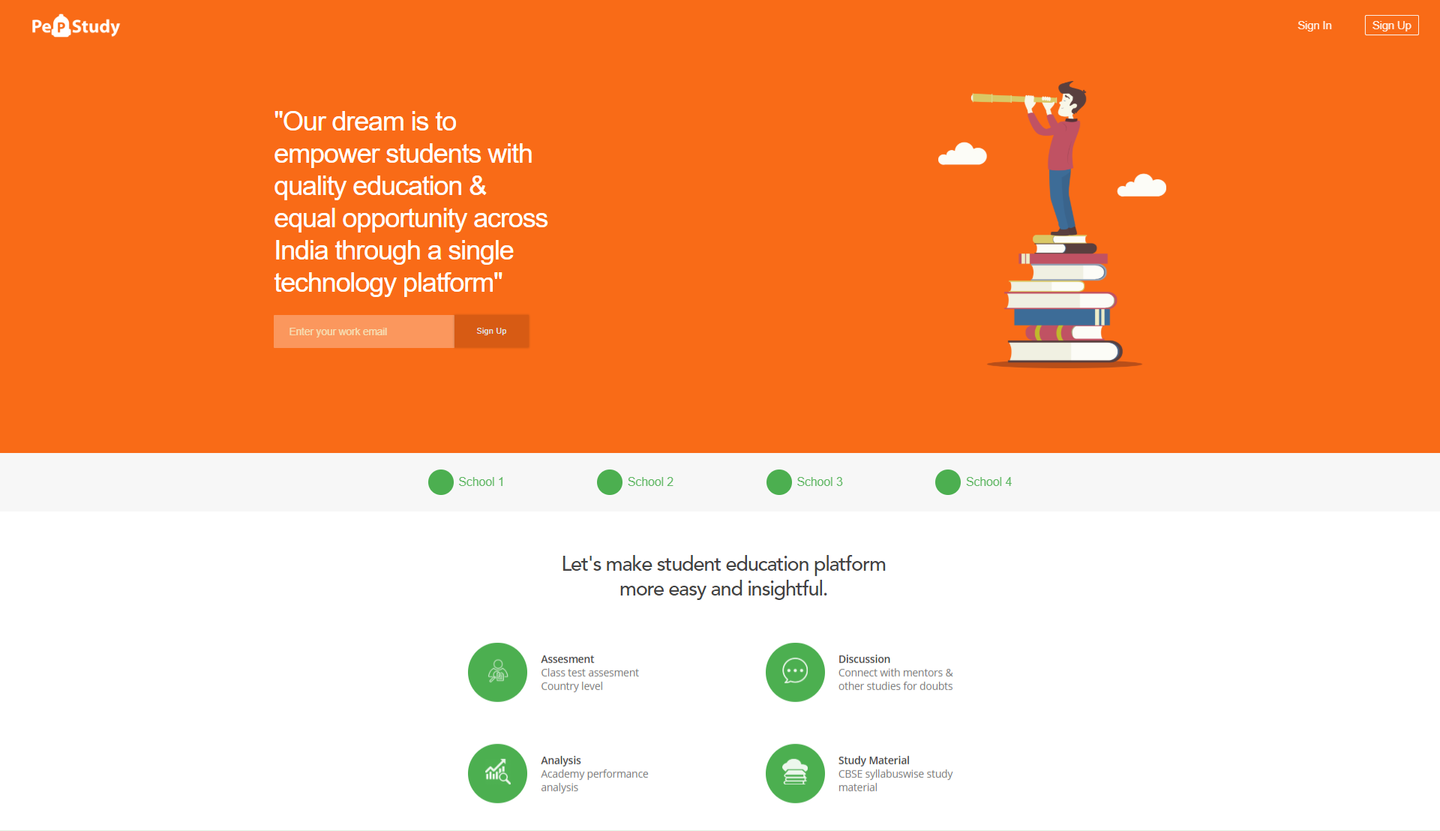 PePStudy
Sign In
Sign Up
"Our dream is to
empower students with
quality education &
equal opportunity across
India through a single
technology platform"
Enter your work email
Sign Up
School 1
School 2
School 3
School 4
Let's make student education platform
more easy and insightful.
Assesment
Class test assesment
Country level
Discussion
Connect with mentors &
other studies for doubts
Analysis
Academy performance
analysis
Study Material
CBSE syllabuswise study
material